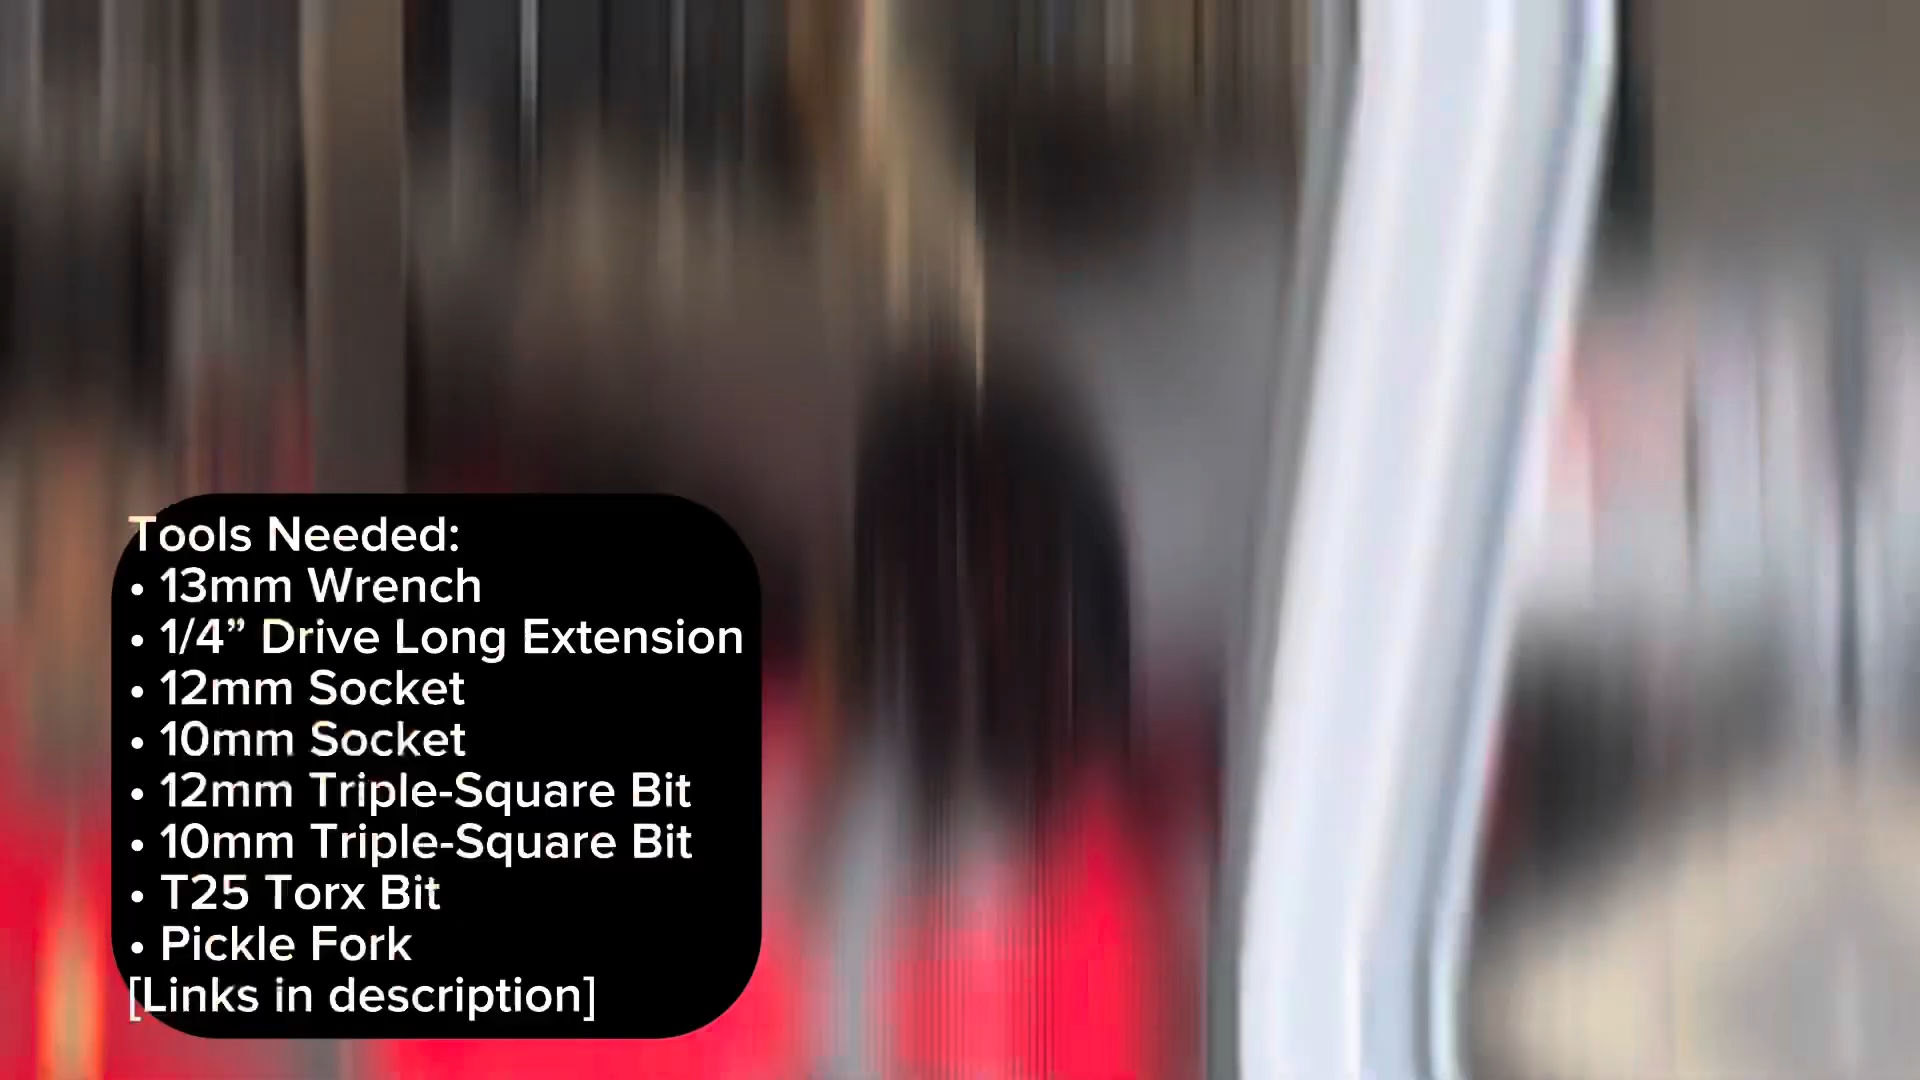 Tools Needed:
• 13mm Wrench
• 1/4” Drive Long Extension
• 12mm Socket
• 10mm Socket
• 12mm Triple-Square Bit
• 10mm Triple-Square Bit
• T25 Torx Bit
• Pickle Fork
[Links in description]